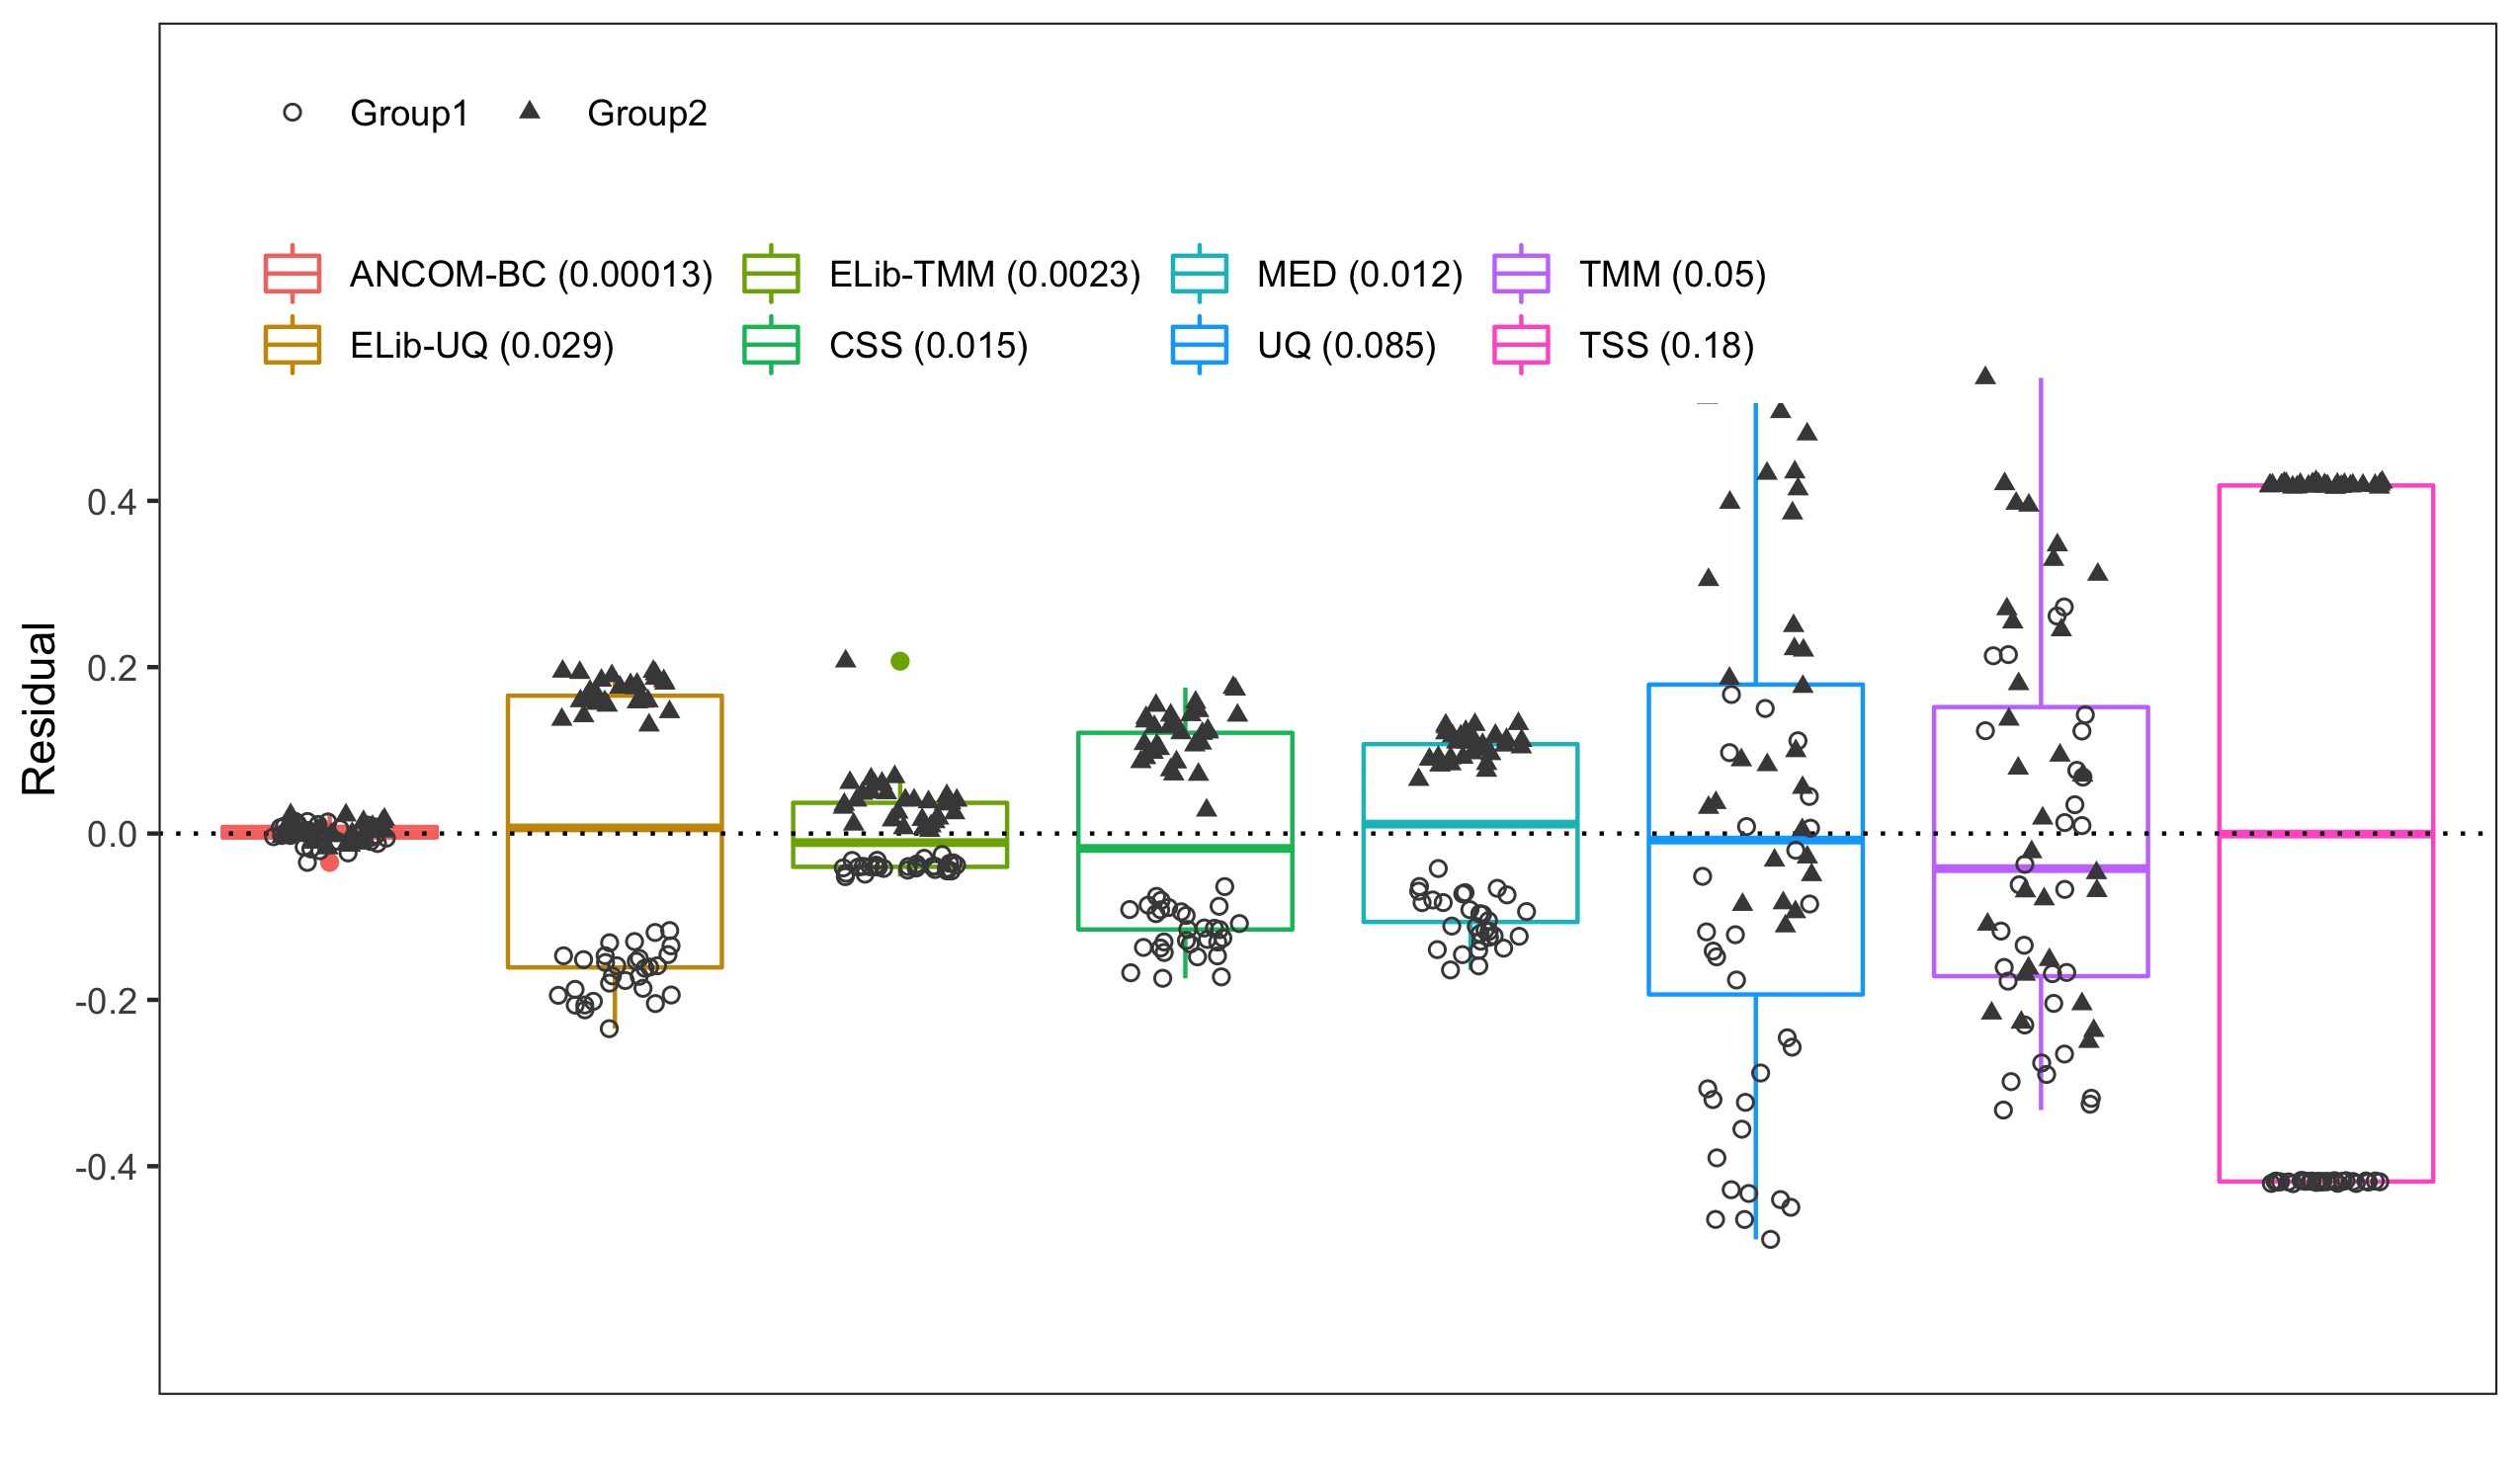 Group1 Group2
ANCOM-BC (0.00013) ELib-TMM (0.0023) MED (0.012) TMM (0.05)
ELib-UQ (0.029) CSS (0.015) UQ (0.085) TSS (0.18)
Residual
0.4
0.2
0.0
-0.2
-0.4